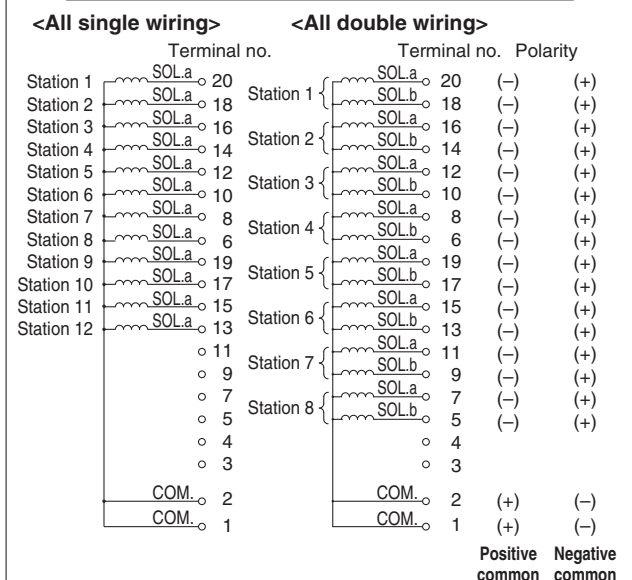 <All single wiring> <All double wiring>
Terminal no. Terminal no. Polarity
Station 1 SOL.a 20 Station 1 SOL.a 20 (–) (+)
Station 2 SOL.a 18 SOL.b 18 (–) (+)
Station 3 SOL.a 16 Station 2 SOL.a 16 (–) (+)
Station 4 SOL.a 14 SOL.b 14 (–) (+)
Station 5 SOL.a 12 Station 3 SOL.a 12 (–) (+)
Station 6 SOL.a 10 SOL.b 10 (–) (+)
Station 7 SOL.a 8 Station 4 SOL.a 8 (–) (+)
Station 8 SOL.a 6 SOL.b 6 (–) (+)
Station 9 SOL.a 19 Station 5 SOL.a 19 (–) (+)
Station 10 SOL.a 17 SOL.b 17 (–) (+)
Station 11 SOL.a 15 Station 6 SOL.a 15 (–) (+)
Station 12 SOL.a 13 SOL.b 13 (–) (+)
11 Station 7 SOL.a 11 (–) (+)
9 SOL.b 9 (–) (+)
7 Station 8 SOL.a 7 (–) (+)
5 SOL.b 5 (–) (+)
4 4
3 3
COM. 2 COM. 2 (+) (–)
COM. 1 COM. 1 (+) (–)
Positive Negative
common common